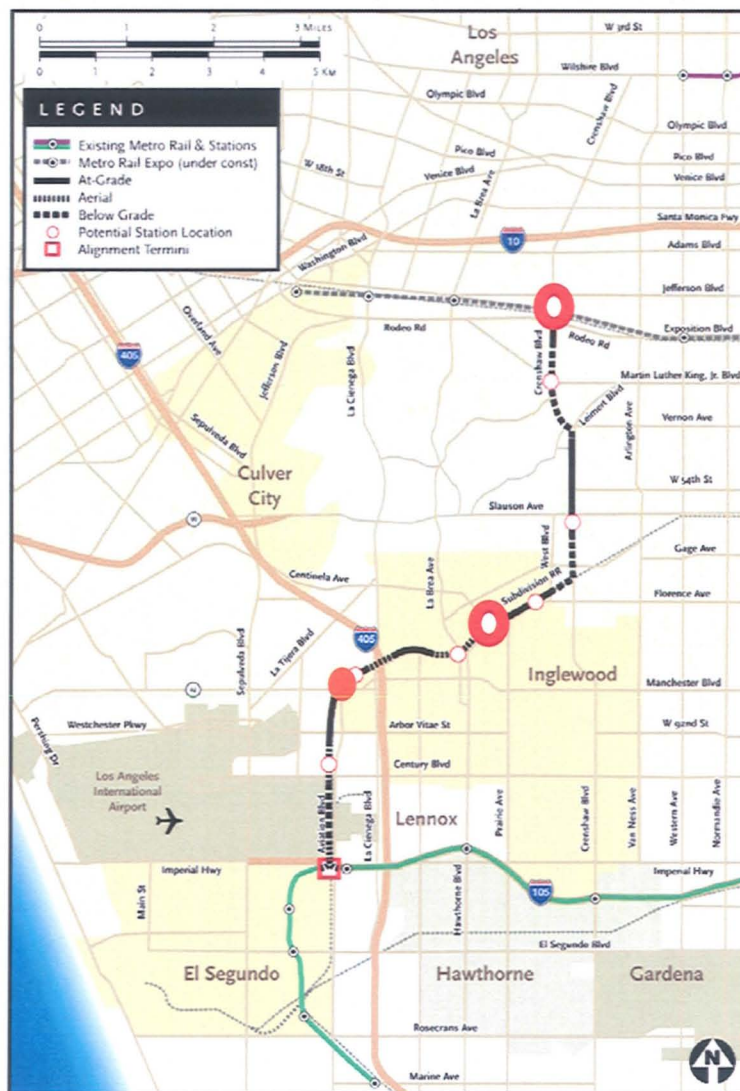 0 1 2 3 MILES
0 1 2 3 4 5 KM
LEGEND
Existing Metro Rail & Stations
Metro Rail Expo (under const)
At-Grade
Aerial
Below Grade
Potential Station Location
Alignment Termini
Los
Angeles
W 3rd St
Wilshire Blvd
Olympic Blvd
Crenshaw Blvd
Olympic Blvd
Pico Blvd
Pico Blvd
W 18th St
Venice Blvd
La Brea Ave
Venice Blvd
Santa Monica Fwy
Washington Blvd
10
Adams Blvd
Jefferson Blvd
Overland Ave
Rodeo Rd
Rodeo Rd
Exposition Blvd
405
Jefferson Blvd
La Cienega Blvd
Crenshaw Blvd
Martin Luther King, Jr. Blvd
Leimert Blvd
Arlington Ave
Vernon Ave
Sepulveda Blvd
Culver
City
W 54th St
Slauson Ave
West Blvd
Gage Ave
La Brea Ave
Subdivision RR
Centinela Ave
Florence Ave
405
La Tijera Blvd
Sepulveda Blvd
Inglewood
Manchester Blvd
Westchester Pkwy
Arbor Vitae St
W 92nd St
Pershing Dr
Century Blvd
Los Angeles
International
Airport
Aviation Blvd
La Cienega Blvd
Lennox
Prairie Ave
Crenshaw Blvd
Van Ness Ave
Western Ave
Normandie Ave
Imperial Hwy
Imperial Hwy
Main St
Hawthorne Blvd
105
El Segundo Blvd
El Segundo
Hawthorne
Gardena
Rosecrans Ave
Marine Ave
N